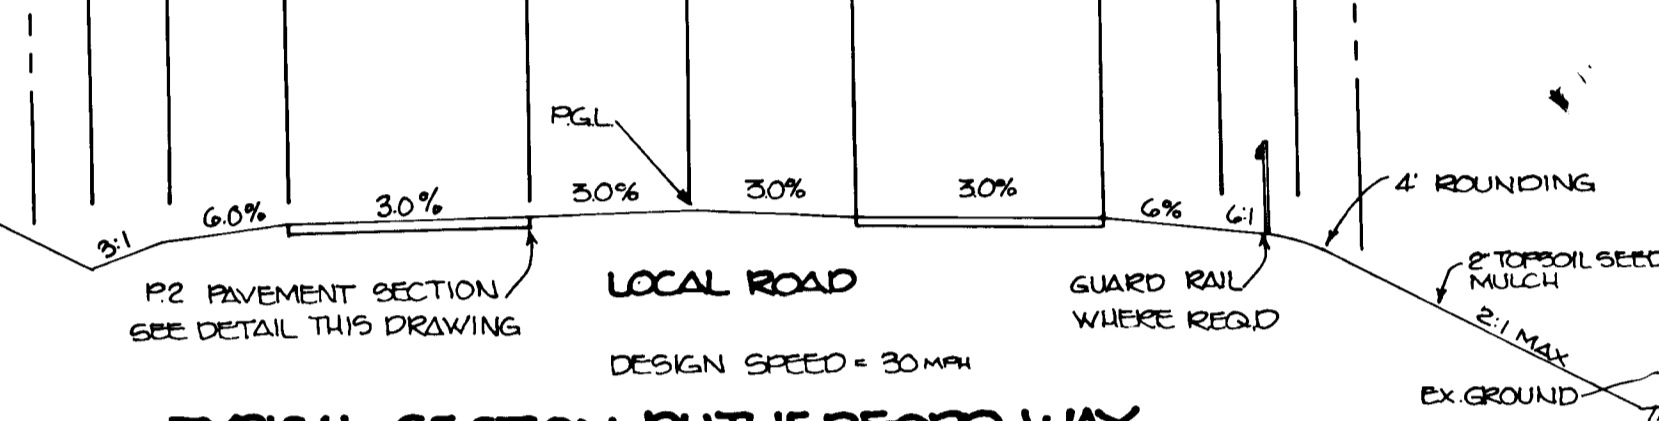 P.G.L.
6.0%
3.0%
3.0%
3.0%
3.0%
6%
6:1
3:1
4' ROUNDING
2" TOPSOIL SEED
MULCH
2:1 MAX
P.2 PAVEMENT SECTION
SEE DETAIL THIS DRAWING
LOCAL ROAD
GUARD RAIL
WHERE REQ.D
DESIGN SPEED = 30 MPH
EX. GROUND
TYPICAL SECTION